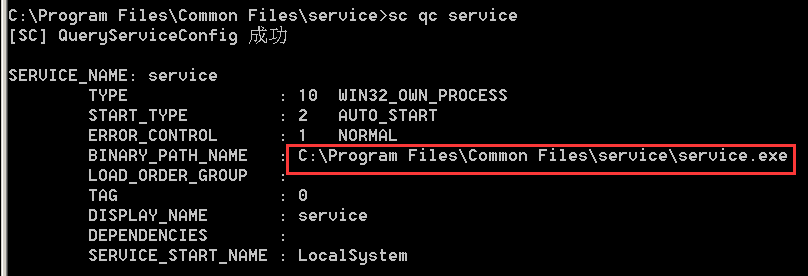 C:\Program Files\Common Files\service>sc qc service
[SC] QueryServiceConfig 成功
SERVICE_NAME: service
TYPE : 10 WIN32_OWN_PROCESS
START_TYPE : 2 AUTO_START
ERROR_CONTROL : 1 NORMAL
BINARY_PATH_NAME : C:\Program Files\Common Files\service\service.exe
LOAD_ORDER_GROUP :
TAG : 0
DISPLAY_NAME : service
DEPENDENCIES :
SERVICE_START_NAME : LocalSystem